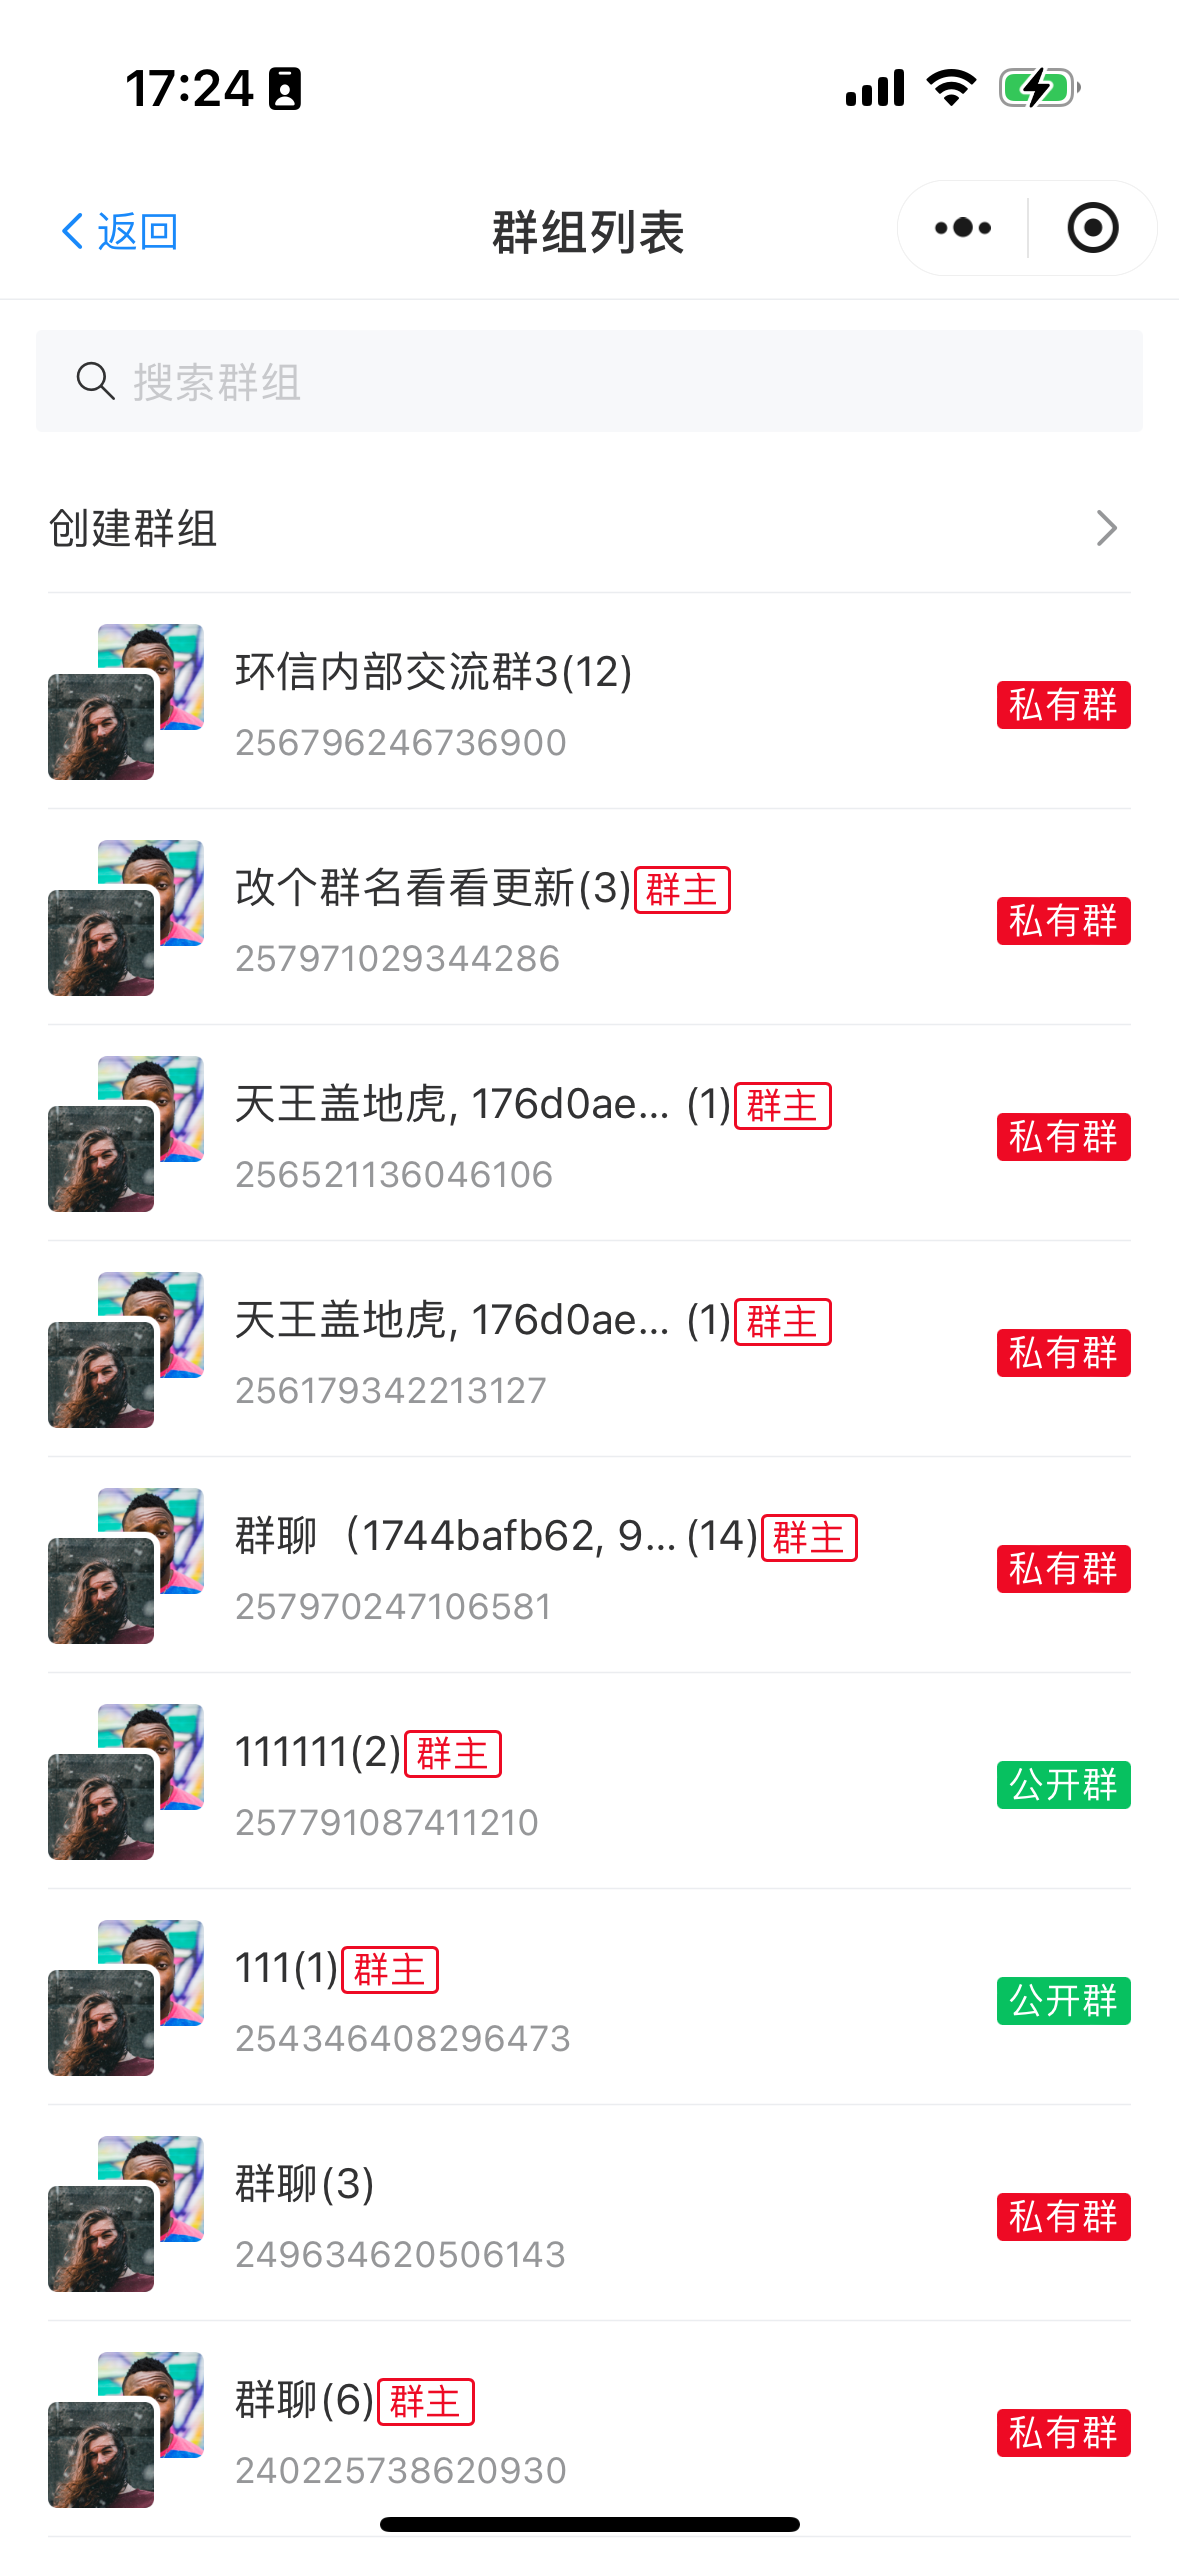 17:24
返回
群组列表
搜索群组
创建群组
环信内部交流群3(12)
256796246736900
私有群
改个群名看看更新(3)群主
257971029344286
私有群
天王盖地虎, 176d0ae... (1)群主
256521136046106
私有群
天王盖地虎, 176d0ae... (1)群主
256179342213127
私有群
群聊（1744bafb62, 9... (14)群主
257970247106581
私有群
111111(2)群主
257791087411210
公开群
111(1)群主
254346408296473
公开群
群聊(3)
249634620506143
私有群
群聊(6)群主
240225738620930
私有群